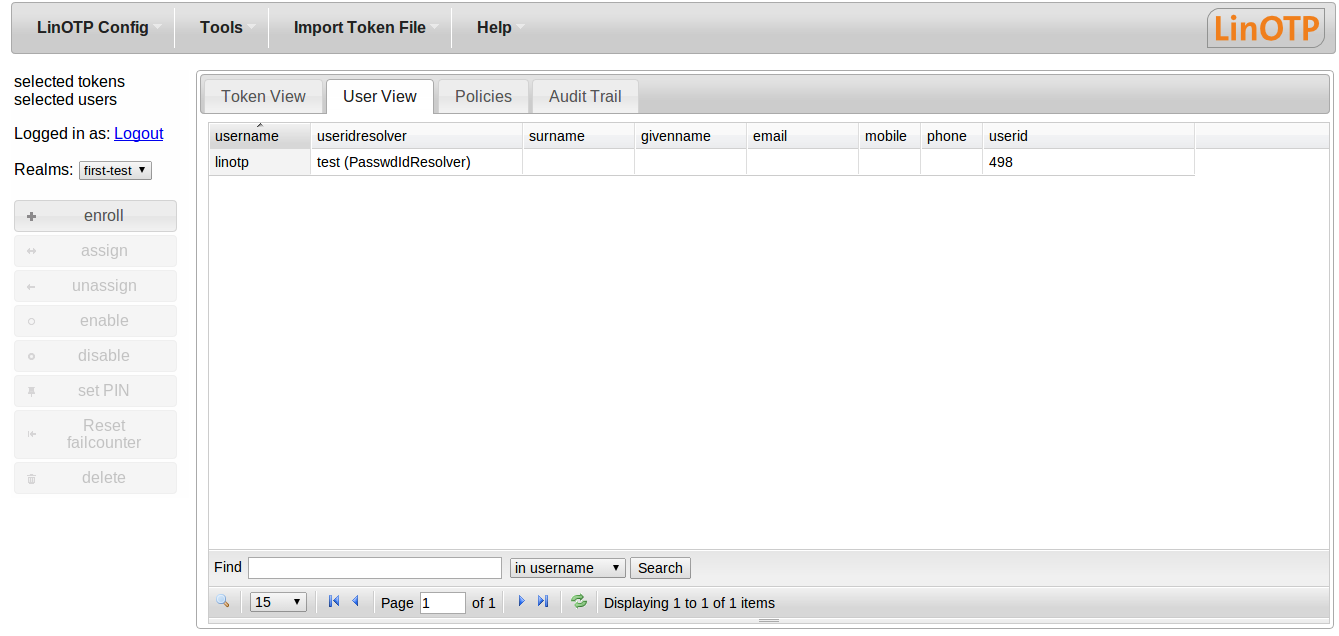 LinOTP Config Tools Import Token File Help LinOTP
selected tokens
selected users
Logged in as: Logout
Realms: first-test
enroll
assign
unassign
enable
disable
set PIN
Reset
failcounter
delete
Token View User View Policies Audit Trail
username useridresolver surname givenname email mobile phone userid
linotp test (PasswdIdResolver) 498
Find in username Search
15 Page 1 of 1 Displaying 1 to 1 of 1 items